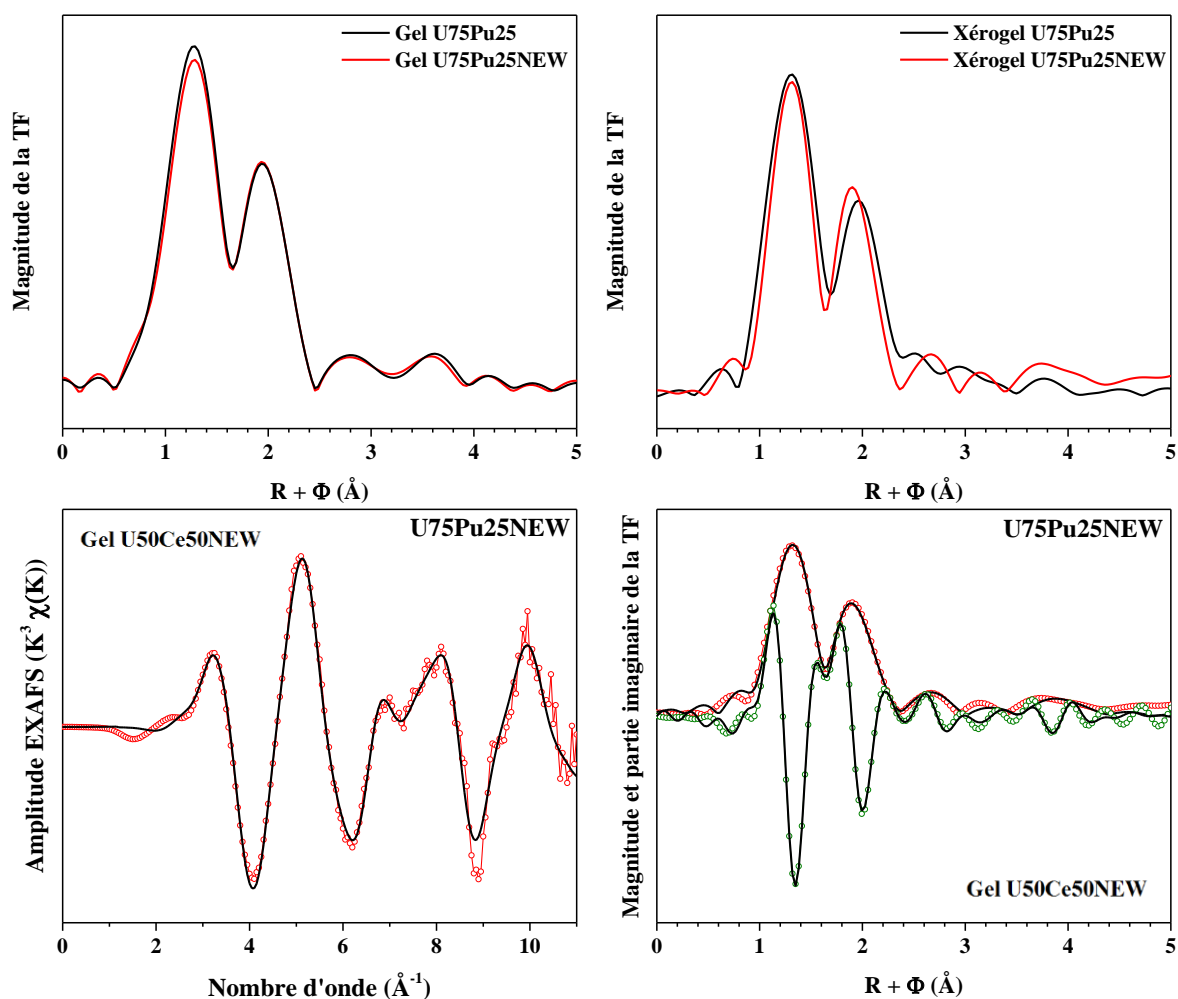 Gel U75Pu25
Gel U75Pu25NEW
Magnitude de la TF
0 1 2 3 4 5
R + Φ (Å)
Xérogel U75Pu25
Xérogel U75Pu25NEW
Magnitude de la TF
0 1 2 3 4 5
R + Φ (Å)
U75Pu25NEW
Gel U50Ce50NEW
Amplitude EXAFS (K³ χ(K))
0 2 4 6 8 10
Nombre d'onde (Å⁻¹)
U75Pu25NEW
Magnitude et partie imaginaire de la TF
Gel U50Ce50NEW
0 1 2 3 4 5
R + Φ (Å)